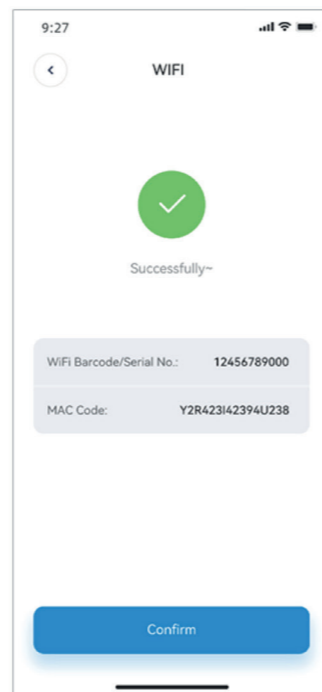 9:27
WIFI
Successfully~
WiFi Barcode/Serial No.: 12456789000
MAC Code: Y2R423I42394U238
Confirm